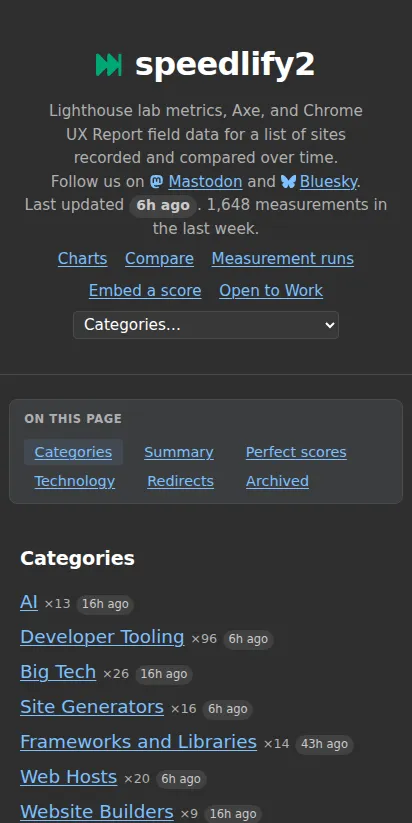 speedlify2
Lighthouse lab metrics, Axe, and Chrome
UX Report field data for a list of sites
recorded and compared over time.
Follow us on Mastodon and Bluesky.
Last updated 6h ago. 1,648 measurements in
the last week.
Charts Compare Measurement runs
Embed a score Open to Work
Categories...
ON THIS PAGE
Categories Summary Perfect scores
Technology Redirects Archived
Categories
AI ×13 16h ago
Developer Tooling ×96 6h ago
Big Tech ×26 16h ago
Site Generators ×16 6h ago
Frameworks and Libraries ×14 43h ago
Web Hosts ×20 6h ago
Website Builders ×9 16h ago